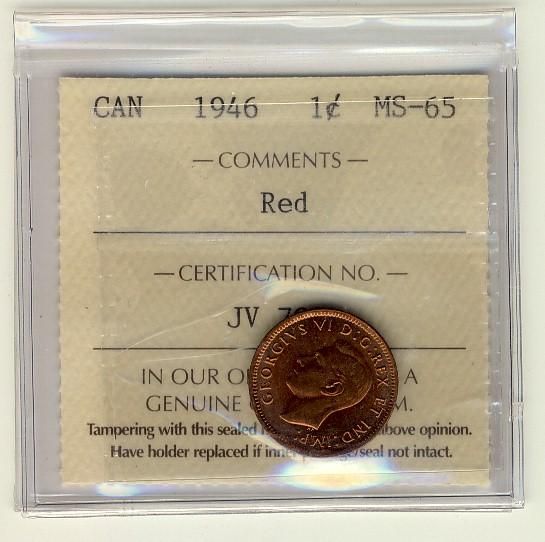 CAN 1946 1¢ MS-65
— COMMENTS —
Red
— CERTIFICATION NO. —
JV
IN OUR A
GENUINE
Tampering with this sealed above opinion.
Have holder replaced if inner seal not intact.
GEORGIVS VI D:G:REX ET IND:IMP: